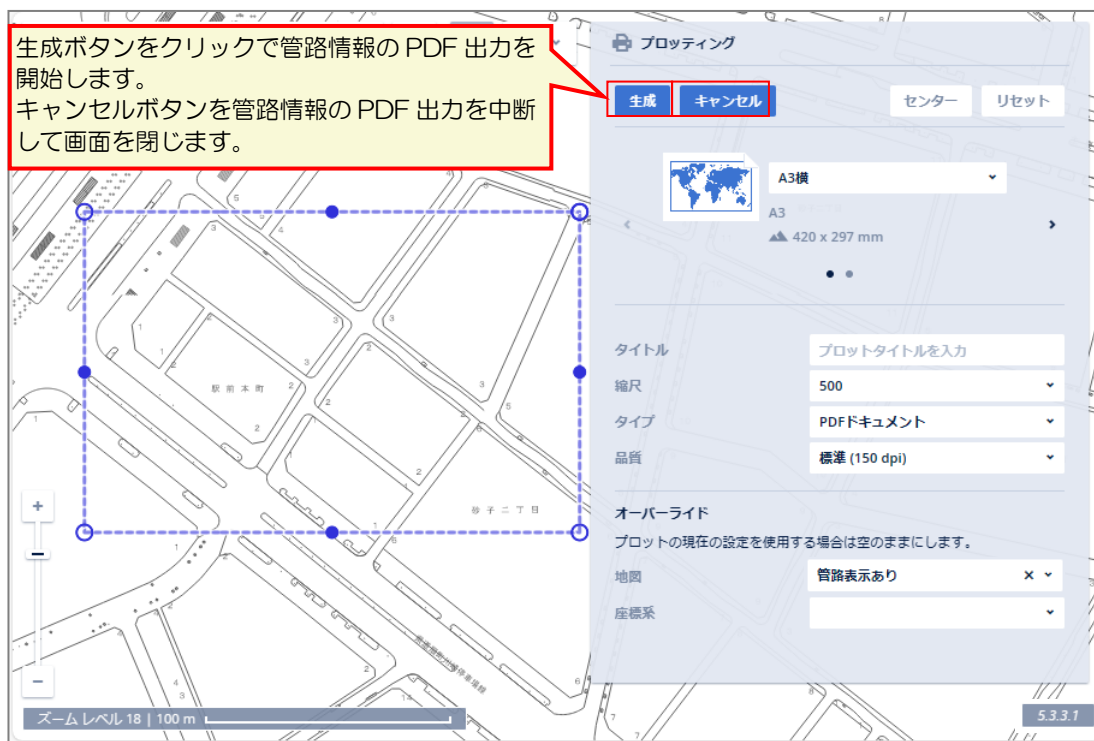 生成ボタンをクリックで管路情報の PDF 出力を
開始します。
キャンセルボタンを管路情報の PDF 出力を中断
して画面を閉じます。
プロッティング
生成
キャンセル
センター
リセット
A3横
A3
420 x 297 mm
タイトル
プロットタイトルを入力
縮尺
500
タイプ
PDFドキュメント
品質
標準 (150 dpi)
オーバーライド
プロットの現在の設定を使用する場合は空のままにします。
地図
管路表示あり
座標系
駅前本町
砂子二丁目
ズーム レベル 18 | 100 m
5.3.3.1